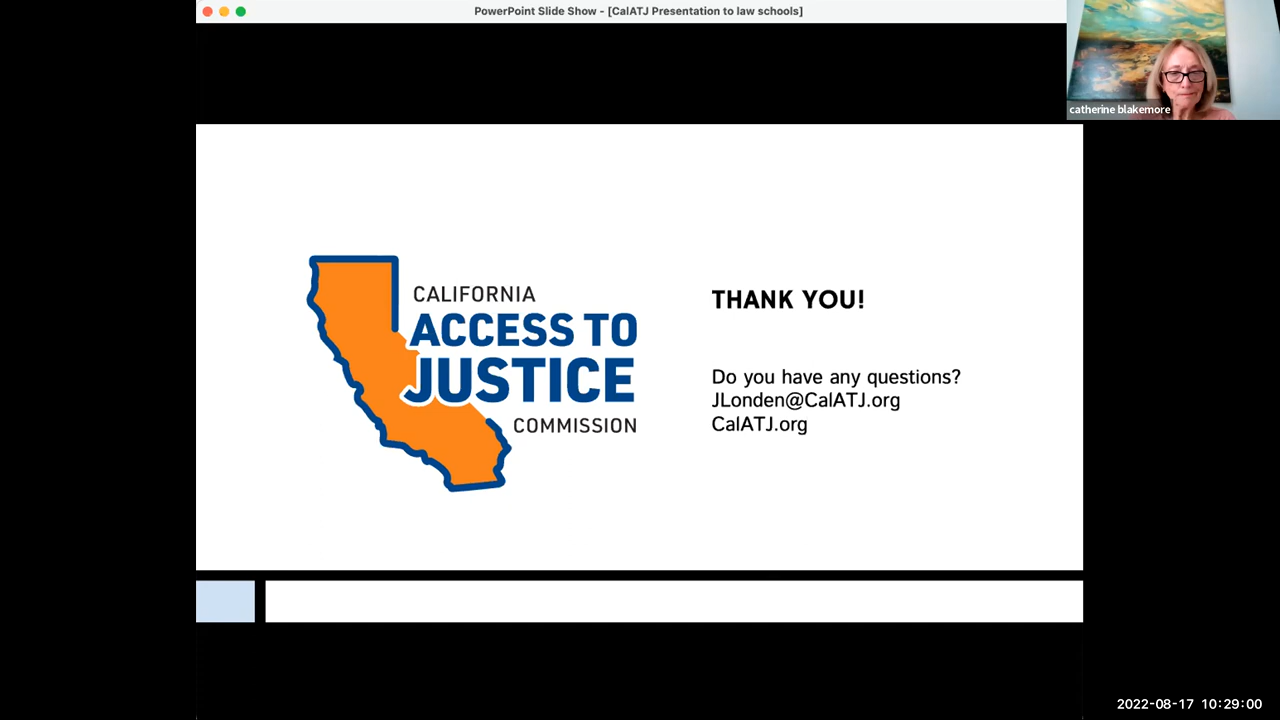 PowerPoint Slide Show - [CalATJ Presentation to law schools]
catherine blakemore
CALIFORNIA
ACCESS TO
JUSTICE
COMMISSION
THANK YOU!
Do you have any questions?
JLonden@CalATJ.org
CalATJ.org
2022-08-17 10:29:00